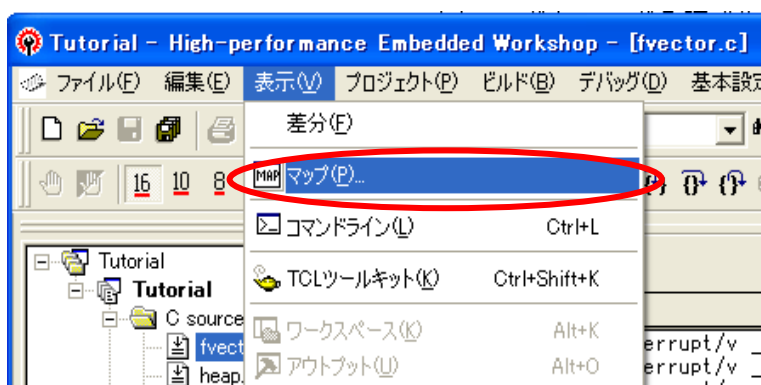 Tutorial - High-performance Embedded Workshop - [fvector.c]
ファイル(F) 編集(E) 表示(V) プロジェクト(P) ビルド(B) デバッグ(D) 基本設定
差分(F)
16 10 8
MAP マップ(P)...
コマンドライン(L) Ctrl+L
Tutorial
TCLツールキット(K) Ctrl+Shift+K
Tutorial
C source
ワークスペース(K) Alt+K
fvect
errupt/v _
アウトプット(U) Alt+O
heap.
errupt/v _